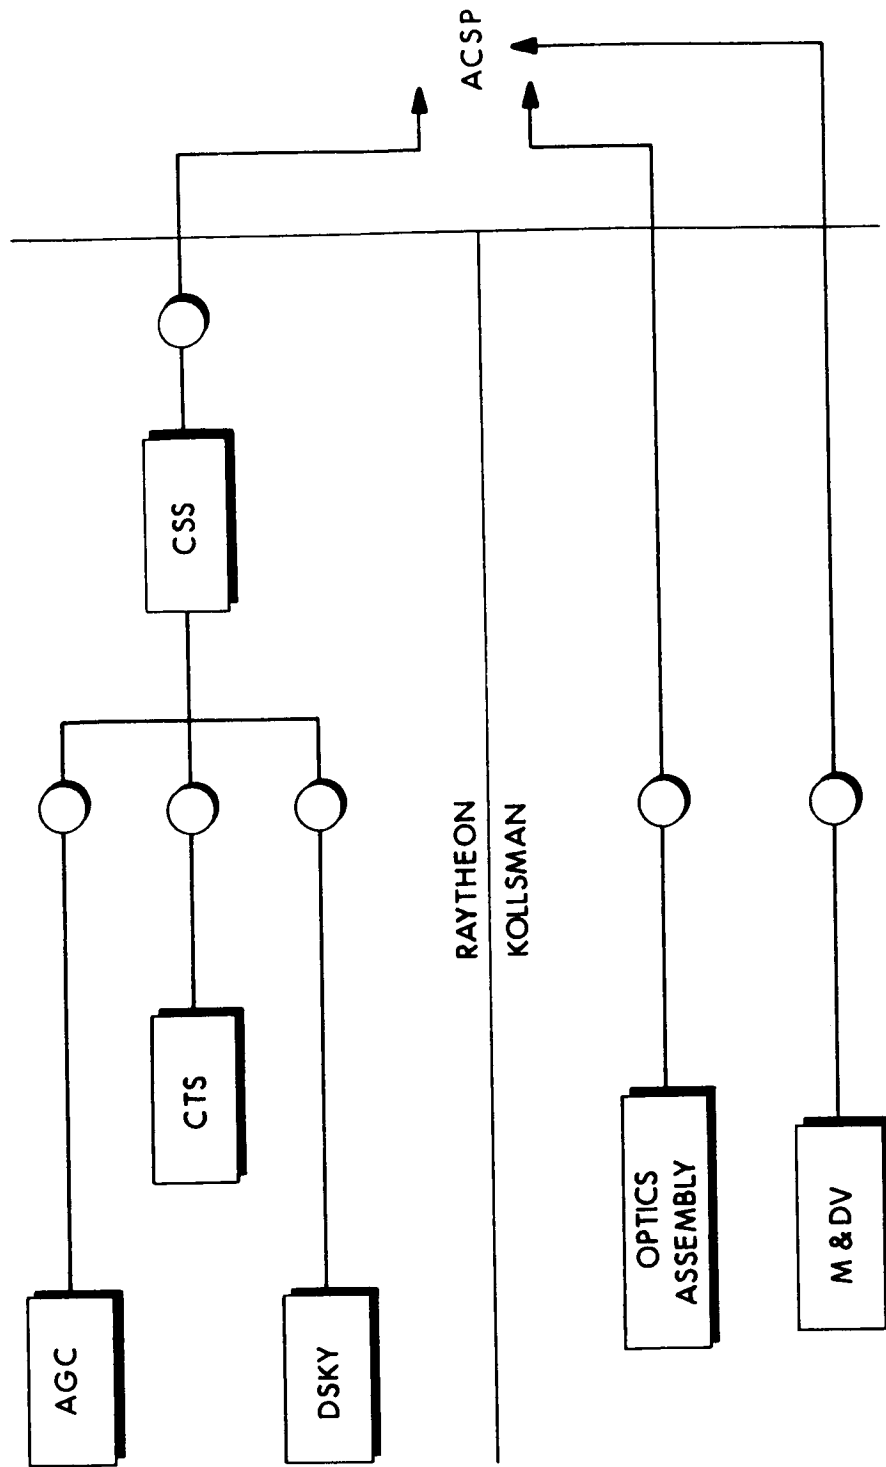 AGC
CTS
DSKY
CSS
RAYTHEON
KOLLSMAN
OPTICS
ASSEMBLY
M & DV
ACSP